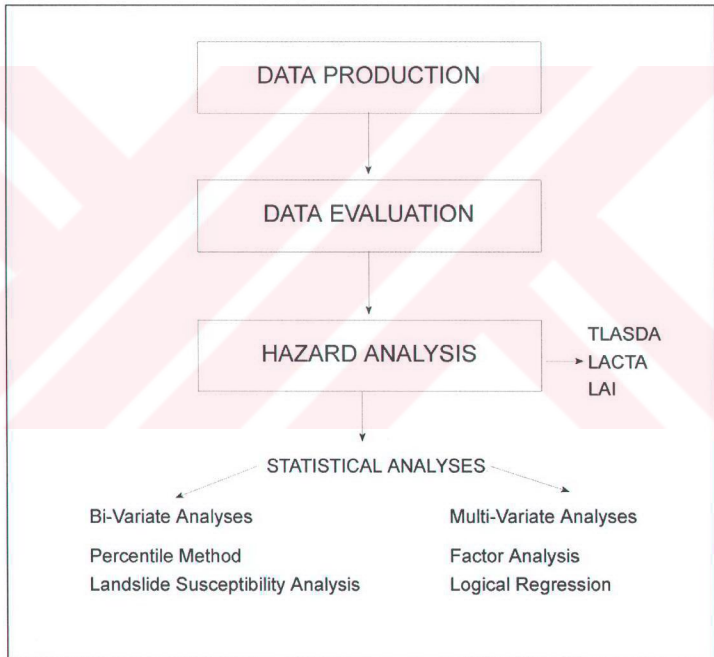 DATA PRODUCTION
DATA EVALUATION
HAZARD ANALYSIS
TLASDA
LACTA
LAI
STATISTICAL ANALYSES
Bi-Variate Analyses
Percentile Method
Landslide Susceptibility Analysis
Multi-Variate Analyses
Factor Analysis
Logical Regression